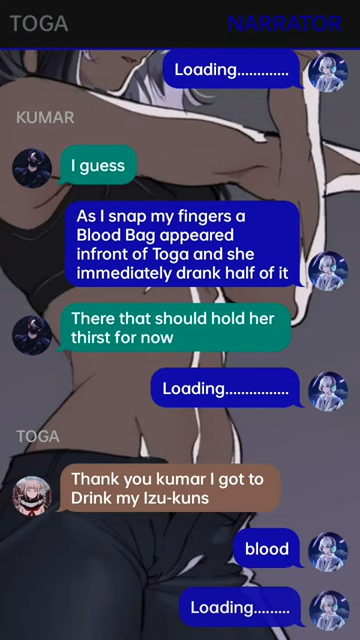 TOGA
NARRATOR
Loading.............
KUMAR
I guess
As I snap my fingers a
Blood Bag appeared
infront of Toga and she
immediately drank half of it
There that should hold her
thirst for now
Loading................
TOGA
Thank you kumar I got to
Drink my Izu-kuns
blood
Loading.........